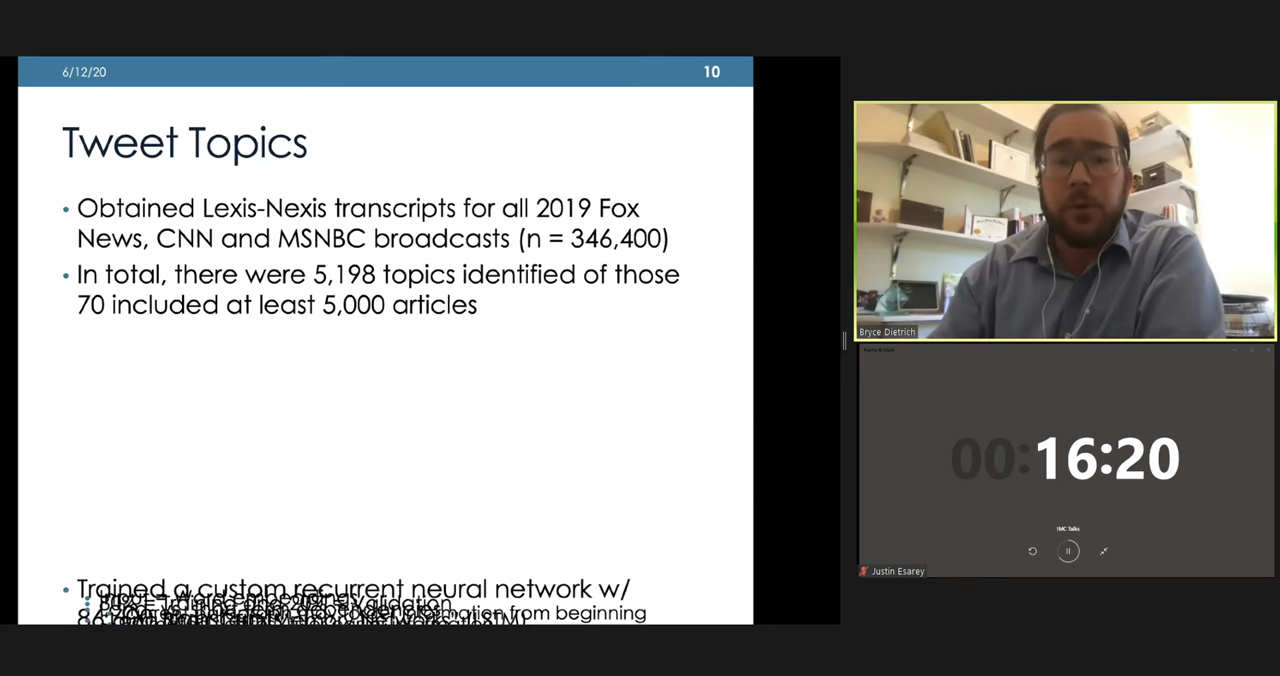 6/12/20
10
Tweet Topics
• Obtained Lexis-Nexis transcripts for all 2019 Fox
News, CNN and MSNBC broadcasts (n = 346,400)
• In total, there were 5,198 topics identified of those
70 included at least 5,000 articles
• Trained a custom recurrent neural network w/
from beginning
Bryce Dietrich
00:16:20
IMC Talks
Justin Esarey